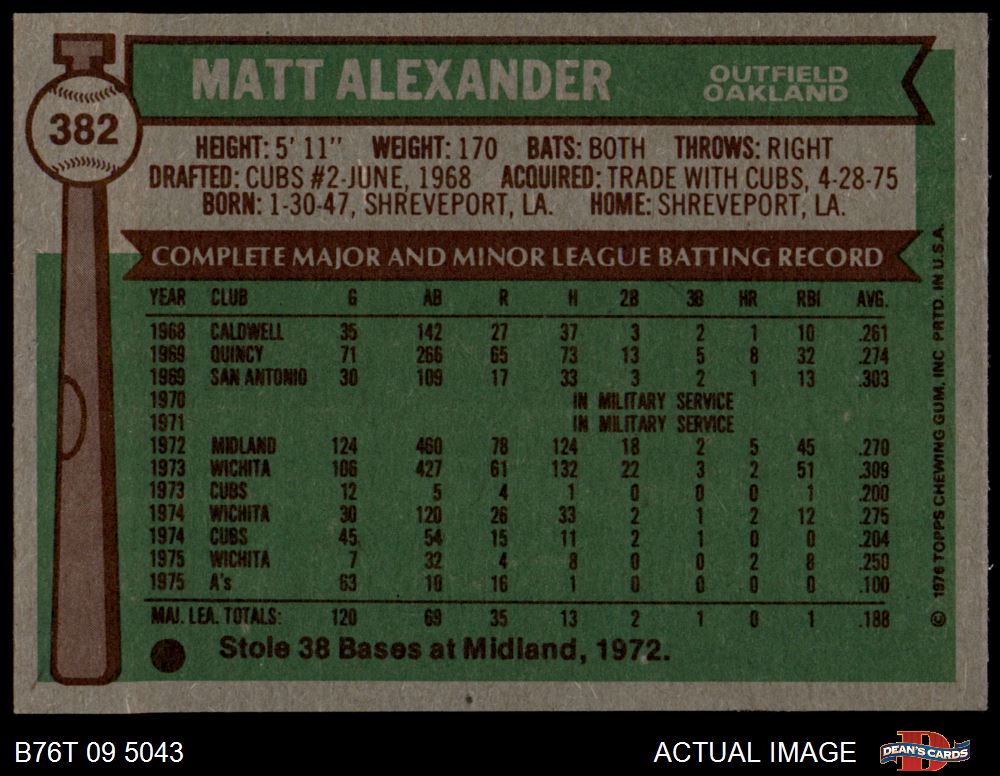 MATT ALEXANDER
OUTFIELD
OAKLAND
382
HEIGHT: 5' 11" WEIGHT: 170 BATS: BOTH THROWS: RIGHT
DRAFTED: CUBS #2-JUNE, 1968 ACQUIRED: TRADE WITH CUBS, 4-28-75
BORN: 1-30-47, SHREVEPORT, LA. HOME: SHREVEPORT, LA.
COMPLETE MAJOR AND MINOR LEAGUE BATTING RECORD
YEAR CLUB G AB R H 2B 3B HR RBI AVG.
1968 CALDWELL 35 142 27 37 3 2 1 10 .261
1969 QUINCY 71 266 65 73 13 5 8 32 .274
1969 SAN ANTONIO 30 109 17 33 3 2 1 13 .303
1970 IN MILITARY SERVICE
1971 IN MILITARY SERVICE
1972 MIDLAND 124 460 78 124 18 2 5 45 .270
1973 WICHITA 106 427 61 132 22 3 2 51 .309
1973 CUBS 12 5 4 1 0 0 0 1 .200
1974 WICHITA 30 120 26 33 2 1 2 12 .275
1974 CUBS 45 54 15 11 2 1 0 0 .204
1975 WICHITA 7 32 4 8 0 0 2 8 .250
1975 A's 63 10 16 1 0 0 0 0 .100
MAJ. LEA. TOTALS: 120 69 35 13 2 1 0 1 .188
Stole 38 Bases at Midland, 1972.
© 1976 TOPPS CHEWING GUM, INC PRTD. IN U.S.A.
B76T 09 5043
ACTUAL IMAGE
DEAN'S CARDS